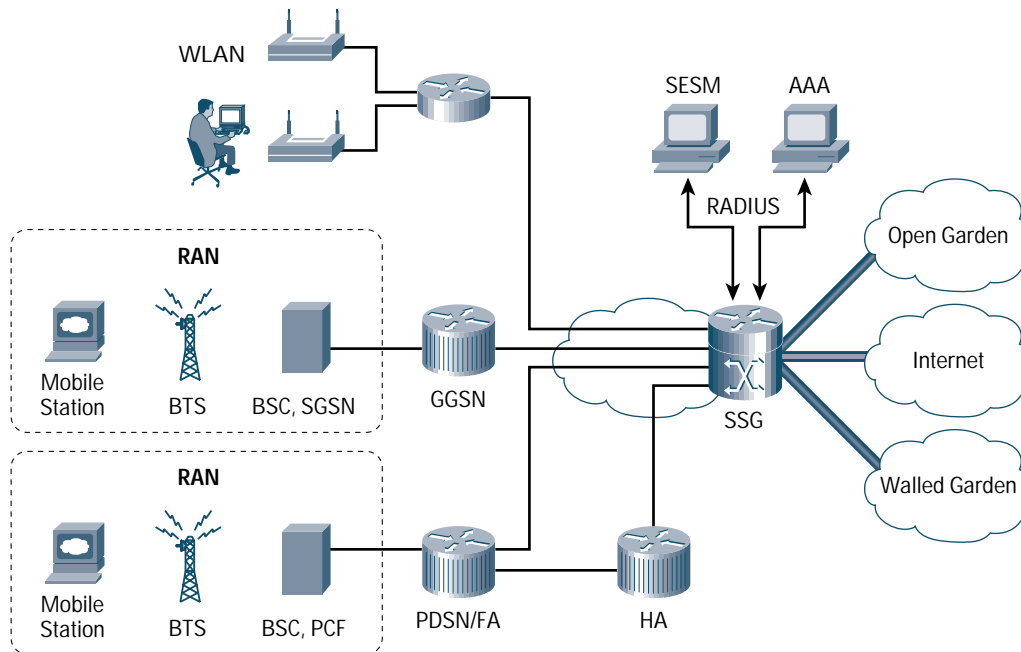 WLAN
SESM
AAA
RADIUS
Open Garden
RAN
Mobile
Station
BTS
BSC, SGSN
GGSN
SSG
Internet
Walled Garden
RAN
Mobile
Station
BTS
BSC, PCF
PDSN/FA
HA